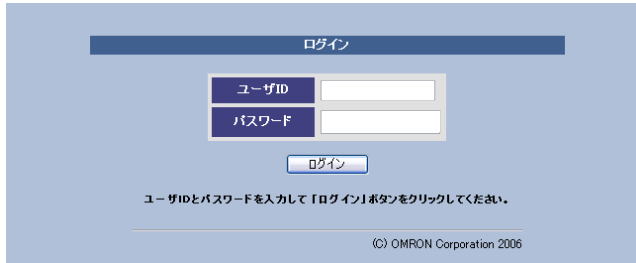 ログイン
ユーザID
パスワード
ログイン
ユーザIDとパスワードを入力して「ログイン」ボタンをクリックしてください。
(C) OMRON Corporation 2006